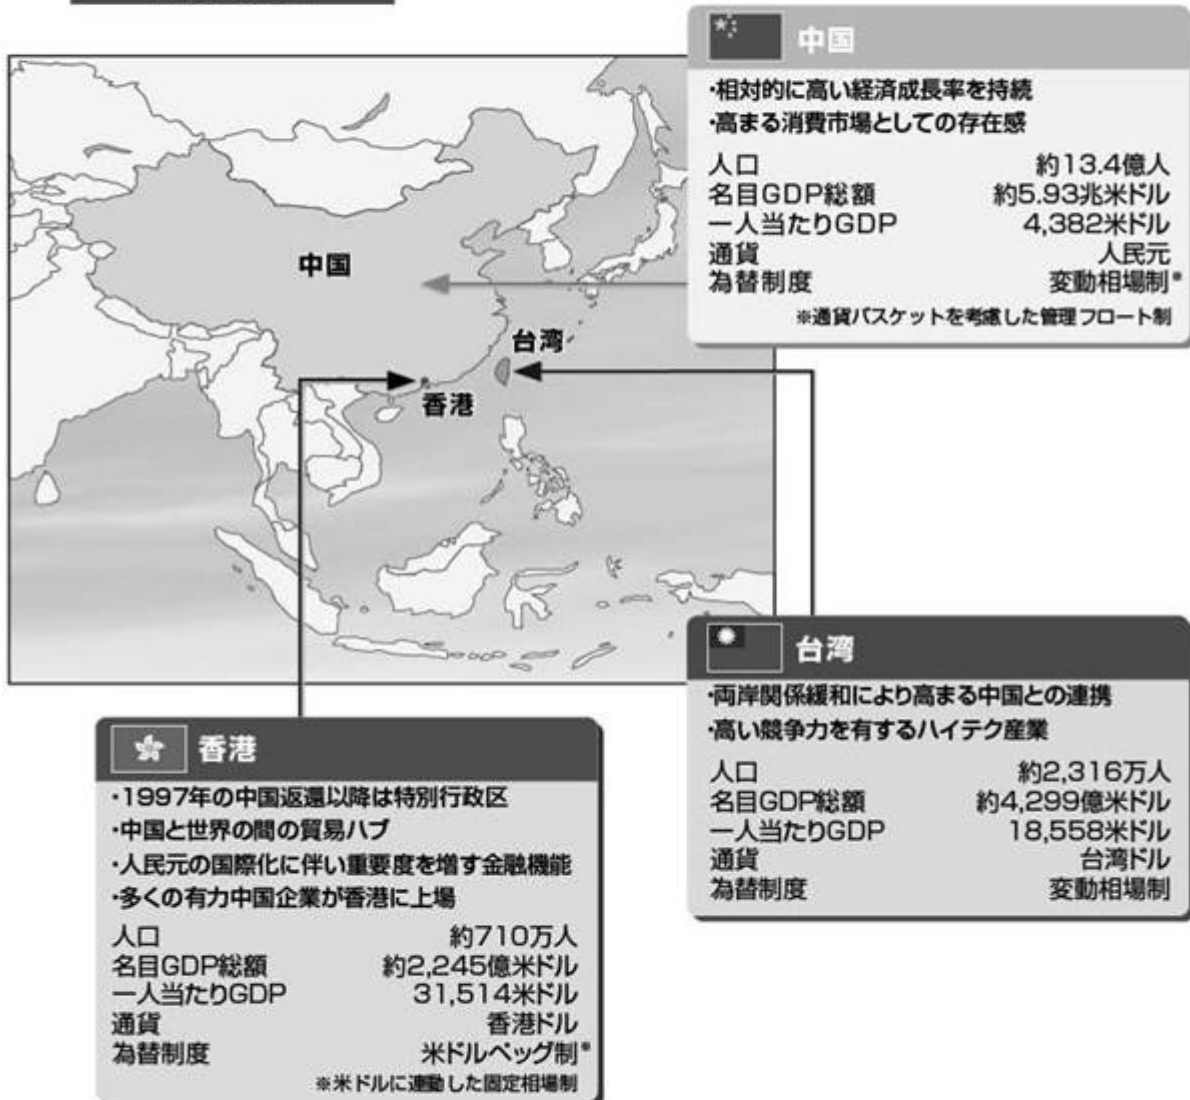 中国
・相対的に高い経済成長率を持続
・高まる消費市場としての存在感
人口 約13.4億人
名目GDP総額 約5.93兆米ドル
一人当たりGDP 4,382米ドル
通貨 人民元
為替制度 変動相場制※
※通貨バスケットを考慮した管理フロート制
中国
台湾
香港
台湾
・両岸関係緩和により高まる中国との連携
・高い競争力を有するハイテク産業
人口 約2,316万人
名目GDP総額 約4,299億米ドル
一人当たりGDP 18,558米ドル
通貨 台湾ドル
為替制度 変動相場制
香港
・1997年の中国返還以降は特別行政区
・中国と世界の間の貿易ハブ
・人民元の国際化に伴い重要度を増す金融機能
・多くの有力中国企業が香港に上場
人口 約710万人
名目GDP総額 約2,245億米ドル
一人当たりGDP 31,514米ドル
通貨 香港ドル
為替制度 米ドルペッグ制※
※米ドルに連動した固定相場制